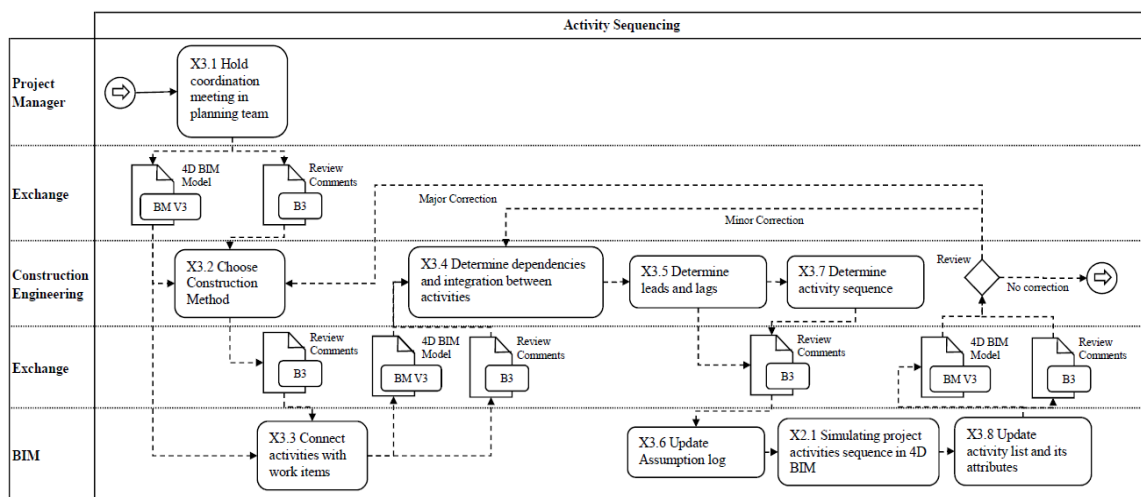 Activity Sequencing
Project
Manager
X3.1 Hold
coordination
meeting in
planning team
Exchange
4D BIM
Model
BM V3
Review
Comments
B3
Major Correction
Minor Correction
Construction
Engineering
X3.2 Choose
Construction
Method
X3.4 Determine dependencies
and integration between
activities
X3.5 Determine
leads and lags
X3.7 Determine
activity sequence
Review
No correction
Exchange
Review
Comments
B3
4D BIM
Model
BM V3
Review
Comments
B3
Review
Comments
B3
4D BIM
Model
BM V3
Review
Comments
B3
BIM
X3.3 Connect
activities with
work items
X3.6 Update
Assumption log
X2.1 Simulating project
activities sequence in 4D
BIM
X3.8 Update
activity list and its
attributes